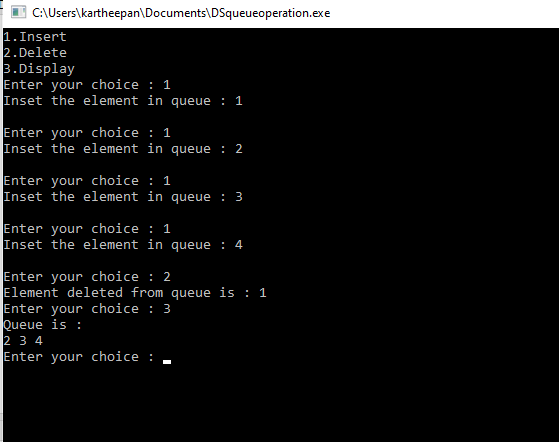 C:\Users\kartheepan\Documents\DSqueueoperation.exe
1.Insert
2.Delete
3.Display
Enter your choice : 1
Inset the element in queue : 1
Enter your choice : 1
Inset the element in queue : 2
Enter your choice : 1
Inset the element in queue : 3
Enter your choice : 1
Inset the element in queue : 4
Enter your choice : 2
Element deleted from queue is : 1
Enter your choice : 3
Queue is :
2 3 4
Enter your choice :